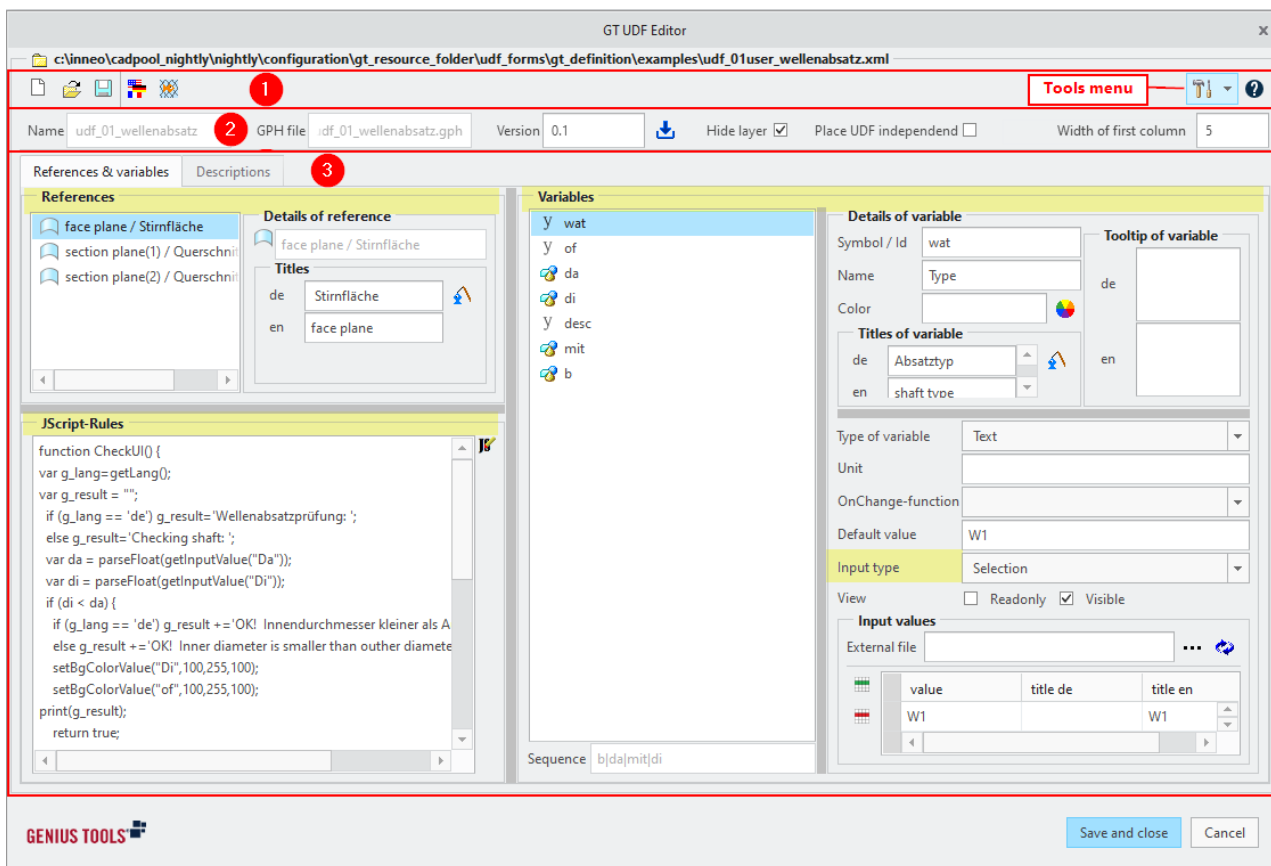 GT UDF Editor x
c:\inneo\cadpool_nightly\nightly\configuration\gt_resource_folder\udf_forms\gt_definition\examples\udf_01user_wellenabsatz.xml
1
Tools menu
?
Name udf_01_wellenabsatz 2 GPH file df_01_wellenabsatz.gph Version 0.1 Hide layer Place UDF independend Width of first column 5
References & variables Descriptions 3
References
face plane / Stirnfläche
section plane(1) / Querschnit
section plane(2) / Querschnit
Details of reference
face plane / Stirnfläche
Titles
de Stirnfläche
en face plane
JScript-Rules
function CheckUI() {
var g_lang=getLang();
var g_result = "";
if (g_lang == 'de') g_result='Wellenabsatzprüfung: ';
else g_result='Checking shaft: ';
var da = parseFloat(getInputValue("Da"));
var di = parseFloat(getInputValue("Di"));
if (di < da) {
if (g_lang == 'de') g_result +='OK! Innendurchmesser kleiner als A
else g_result +='OK! Inner diameter is smaller than outher diamete
setBgColorValue("Di",100,255,100);
setBgColorValue("of",100,255,100);
print(g_result);
return true;
Variables
y wat
y of
da
di
y desc
mit
b
Sequence b|da|mit|di
Details of variable
Symbol / Id wat
Name Type
Color
Titles of variable
de Absatztyp
en shaft type
Tooltip of variable
de
en
Type of variable Text
Unit
OnChange-function
Default value W1
Input type Selection
View Readonly Visible
Input values
External file ...
value title de title en
W1 W1
GENIUS TOOLS
Save and close Cancel